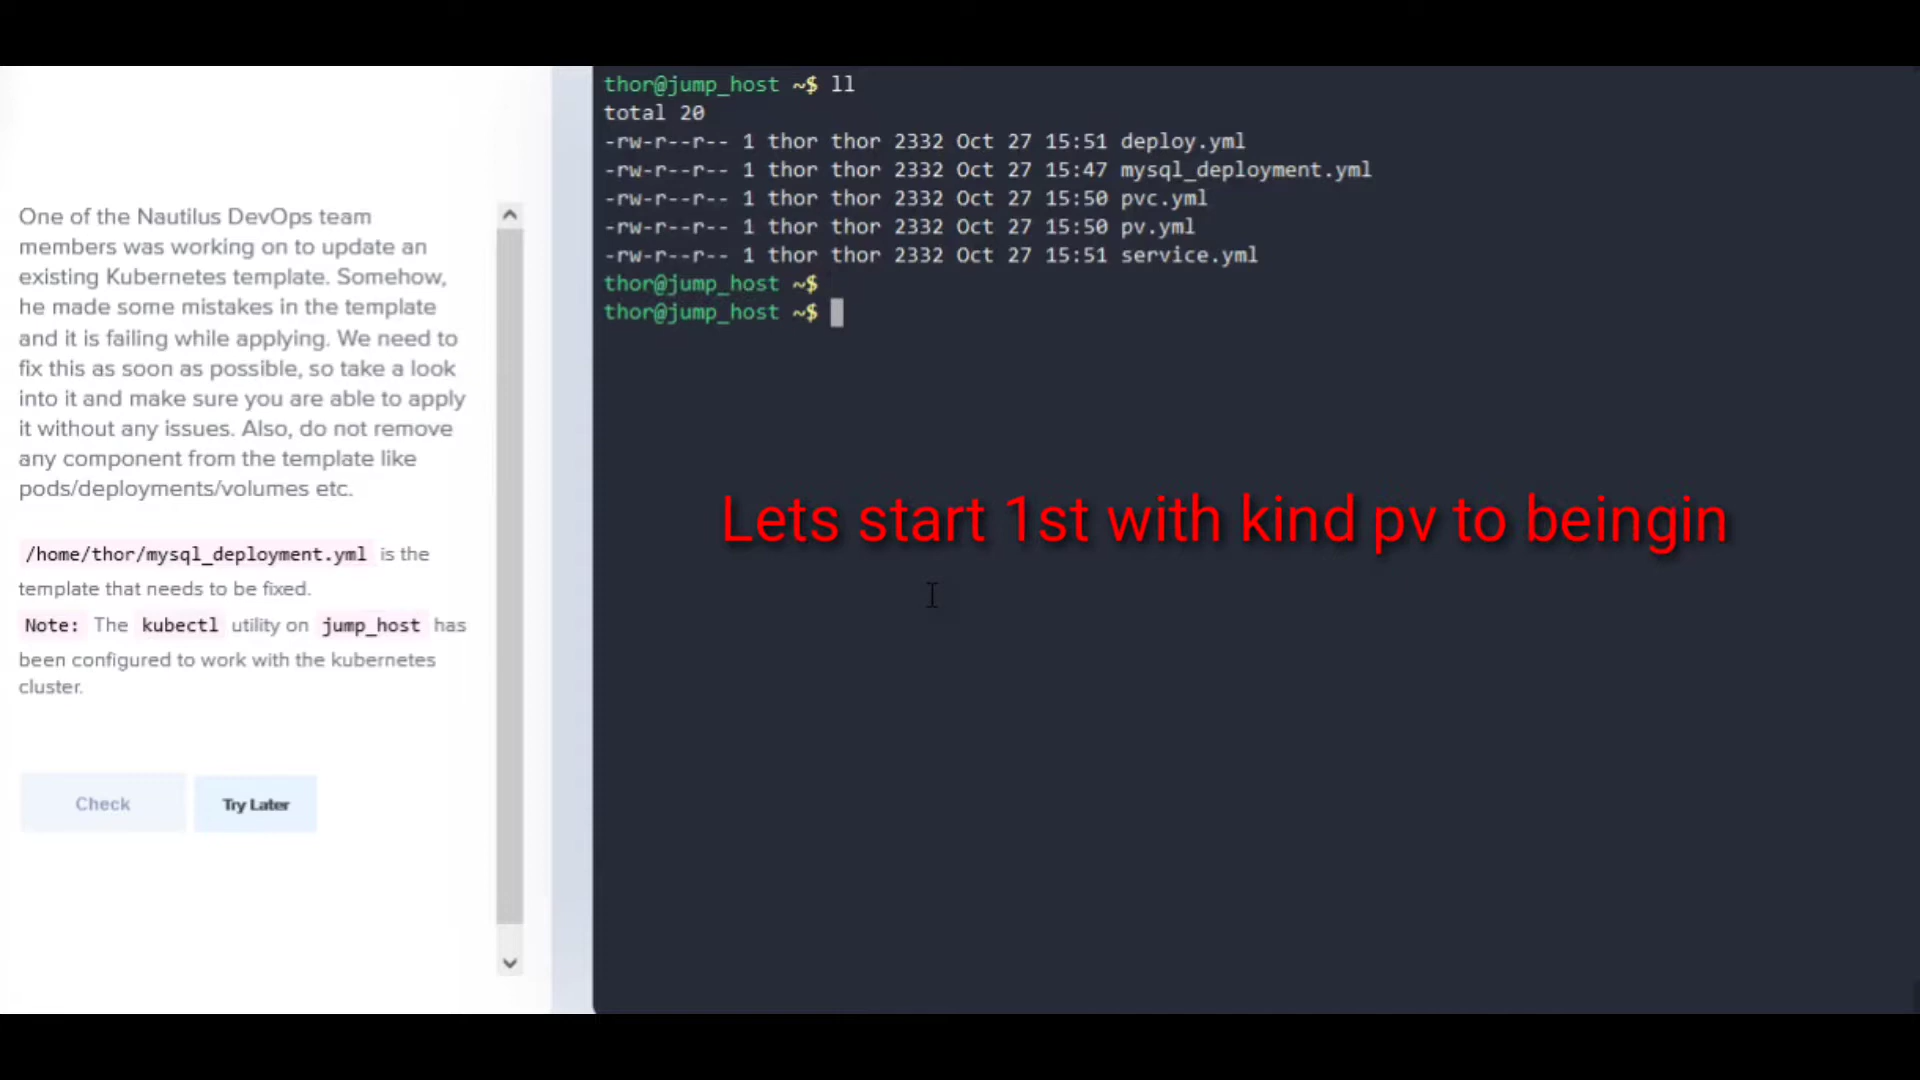 One of the Nautilus DevOps team
members was working on to update an
existing Kubernetes template. Somehow,
he made some mistakes in the template
and it is failing while applying. We need to
fix this as soon as possible, so take a look
into it and make sure you are able to apply
it without any issues. Also, do not remove
any component from the template like
pods/deployments/volumes etc.
/home/thor/mysql_deployment.yml is the
template that needs to be fixed.
Note: The kubectl utility on jump_host has
been configured to work with the kubernetes
cluster.
Check
Try Later
thor@jump_host ~$ ll
total 20
-rw-r--r-- 1 thor thor 2332 Oct 27 15:51 deploy.yml
-rw-r--r-- 1 thor thor 2332 Oct 27 15:47 mysql_deployment.yml
-rw-r--r-- 1 thor thor 2332 Oct 27 15:50 pvc.yml
-rw-r--r-- 1 thor thor 2332 Oct 27 15:50 pv.yml
-rw-r--r-- 1 thor thor 2332 Oct 27 15:51 service.yml
thor@jump_host ~$
thor@jump_host ~$
Lets start 1st with kind pv to beingin